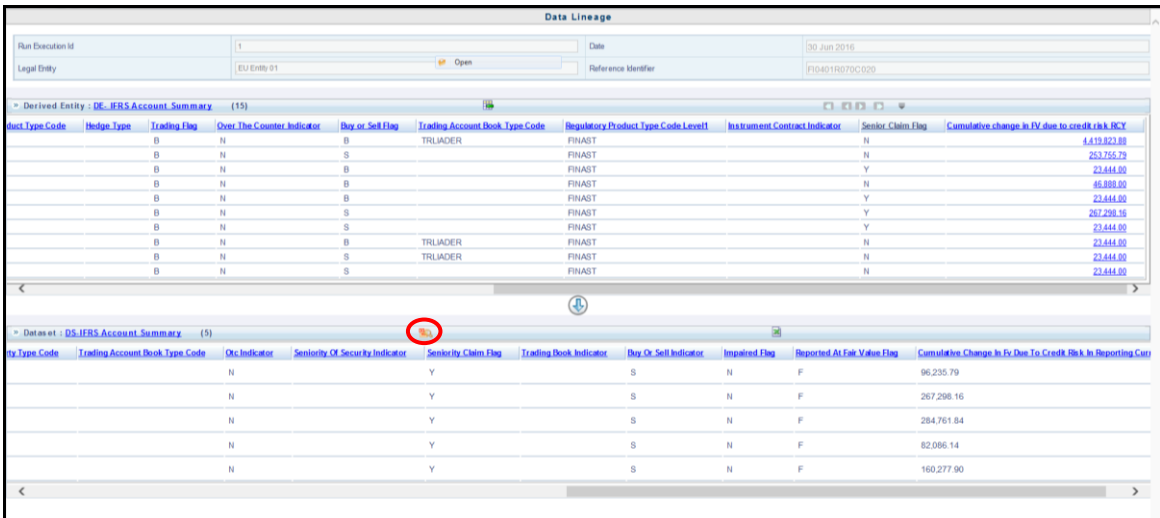 Data Lineage
Run Execution Id 1 Date 30 Jun 2016
Legal Entity EU Entity 01 Open Reference Identifier FI0401R070C020
Derived Entity : DE- IFRS Account Summary (15)
duct Type Code Hedge Type Trading Flag Over The Counter Indicator Buy or Sell Flag Trading Account Book Type Code Regulatory Product Type Code Level1 Instrument Contract Indicator Senior Claim Flag Cumulative change in FV due to credit risk RCY
B N B TRLIADER FINAST N 4,419,823.88
B N S FINAST N 253,755.79
B N B FINAST Y 23,444.00
B N B FINAST N 46,888.00
B N B FINAST Y 23,444.00
B N S FINAST Y 267,298.16
B N S FINAST Y 23,444.00
B N B TRLIADER FINAST N 23,444.00
B N S TRLIADER FINAST N 23,444.00
B N S FINAST N 23,444.00
Dataset : DS-IFRS Account Summary (5)
ty Type Code Trading Account Book Type Code Otc Indicator Seniority Of Security Indicator Seniority Claim Flag Trading Book Indicator Buy Or Sell Indicator Impaired Flag Reported At Fair Value Flag Cumulative Change In Fv Due To Credit Risk In Reporting Curr
N Y S N F 96,235.79
N Y S N F 267,298.16
N Y S N F 284,761.84
N Y S N F 82,086.14
N Y S N F 160,277.90